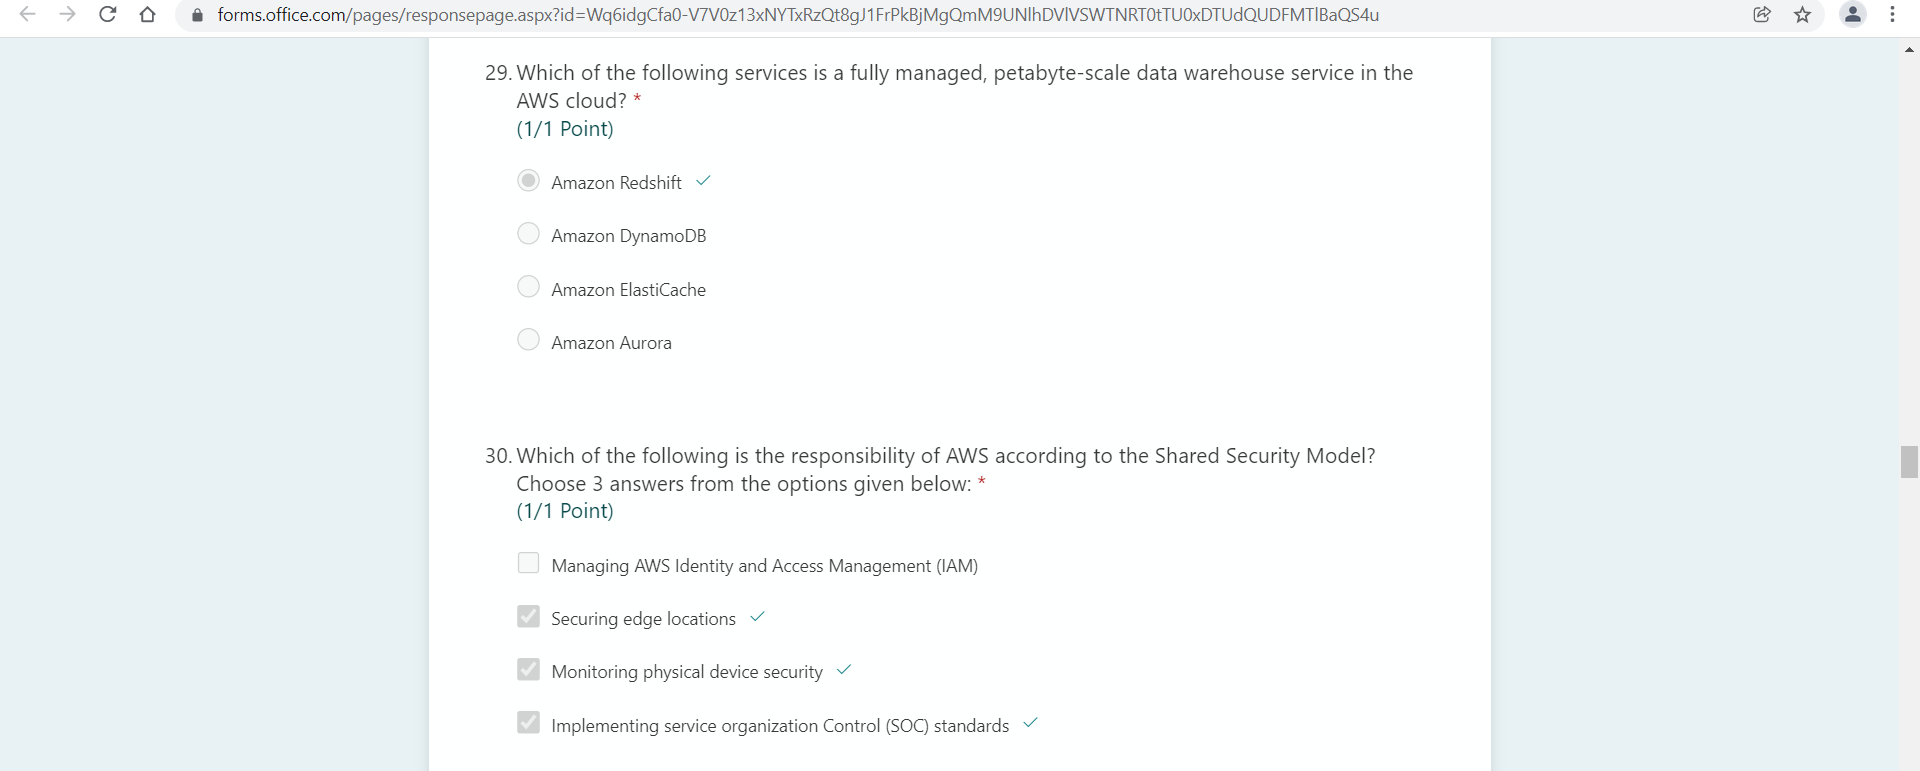 forms.office.com/pages/responsepage.aspx?id=Wq6idgCfa0-V7V0z13xNYTxRzQt8gJ1FrPkBjMgQmM9UNlhDVlVSWTNRT0tTU0xDTUdQUDFMTlBaQS4u
29. Which of the following services is a fully managed, petabyte-scale data warehouse service in the
AWS cloud? *
(1/1 Point)
Amazon Redshift
Amazon DynamoDB
Amazon ElastiCache
Amazon Aurora
30. Which of the following is the responsibility of AWS according to the Shared Security Model?
Choose 3 answers from the options given below: *
(1/1 Point)
Managing AWS Identity and Access Management (IAM)
Securing edge locations
Monitoring physical device security
Implementing service organization Control (SOC) standards